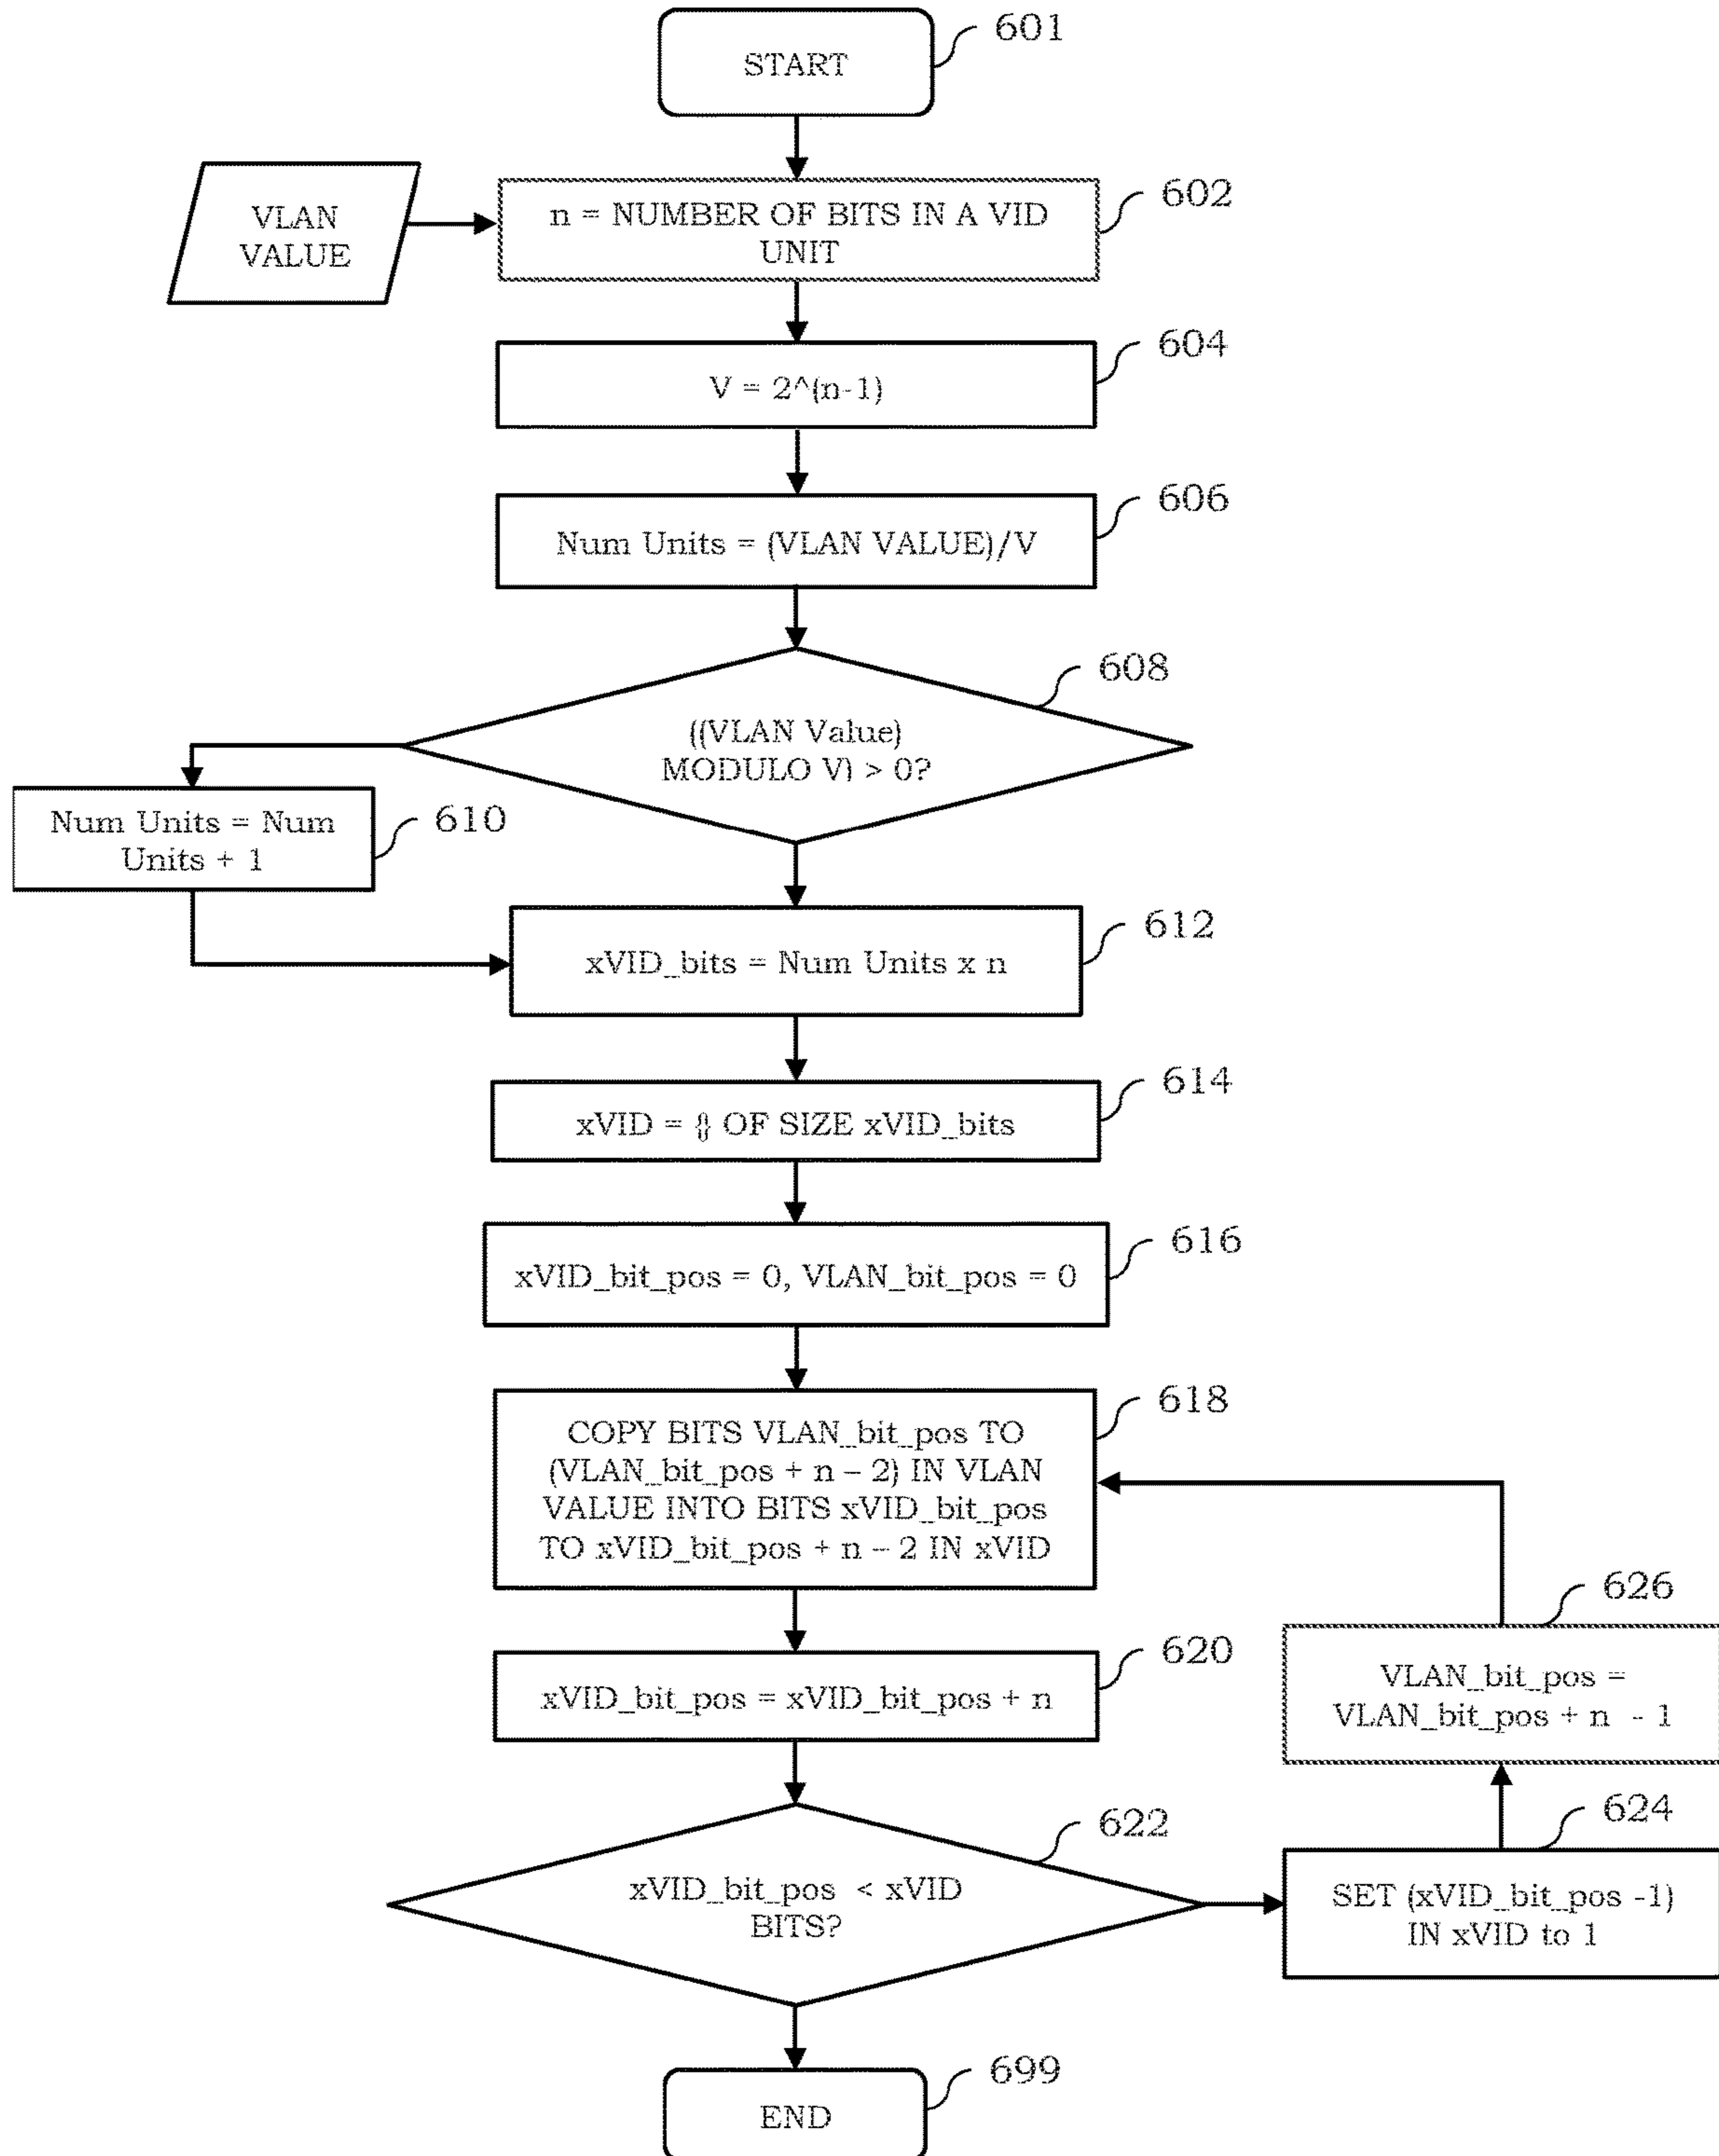 START
601
VLAN
VALUE
n = NUMBER OF BITS IN A VID
UNIT
602
V = 2^(n-1)
604
Num Units = (VLAN VALUE)/V
606
((VLAN Value)
MODULO V) > 0?
608
Num Units = Num
Units + 1
610
xVID_bits = Num Units x n
612
xVID = {} OF SIZE xVID_bits
614
xVID_bit_pos = 0, VLAN_bit_pos = 0
616
COPY BITS VLAN_bit_pos TO
(VLAN_bit_pos + n – 2) IN VLAN
VALUE INTO BITS xVID_bit_pos
TO xVID_bit_pos + n – 2 IN xVID
618
xVID_bit_pos = xVID_bit_pos + n
620
626
VLAN_bit_pos =
VLAN_bit_pos + n - 1
xVID_bit_pos < xVID
BITS?
622
624
SET (xVID_bit_pos -1)
IN xVID to 1
END
699